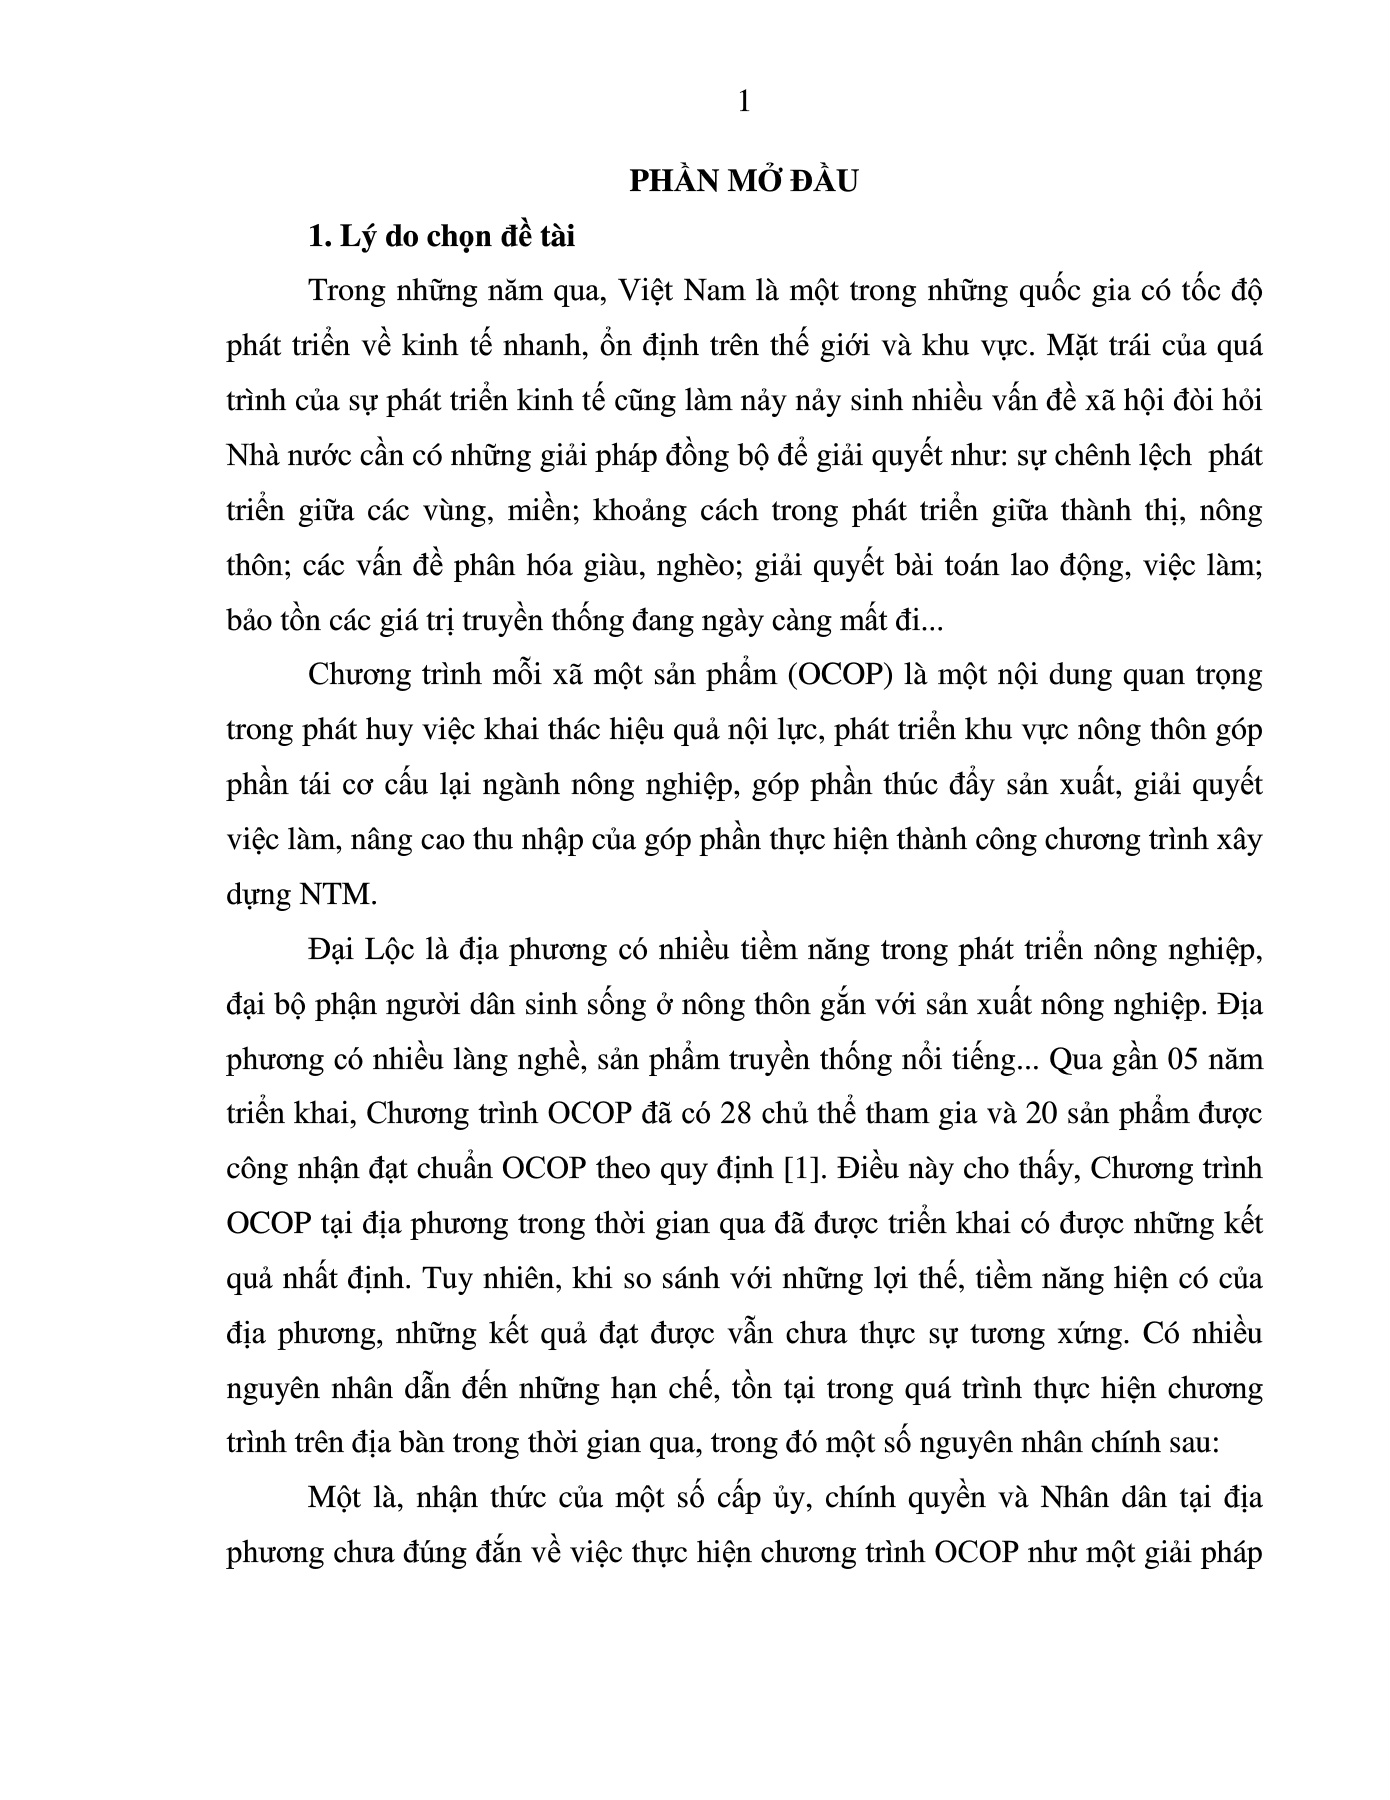 1
PHẦN MỞ ĐẦU
1. Lý do chọn đề tài
Trong những năm qua, Việt Nam là một trong những quốc gia có tốc độ
phát triển về kinh tế nhanh, ổn định trên thế giới và khu vực. Mặt trái của quá
trình của sự phát triển kinh tế cũng làm nảy nảy sinh nhiều vấn đề xã hội đòi hỏi
Nhà nước cần có những giải pháp đồng bộ để giải quyết như: sự chênh lệch  phát
triển giữa các vùng, miền; khoảng cách trong phát triển giữa thành thị, nông
thôn; các vấn đề phân hóa giàu, nghèo; giải quyết bài toán lao động, việc làm;
bảo tồn các giá trị truyền thống đang ngày càng mất đi...
Chương trình mỗi xã một sản phẩm (OCOP) là một nội dung quan trọng
trong phát huy việc khai thác hiệu quả nội lực, phát triển khu vực nông thôn góp
phần tái cơ cấu lại ngành nông nghiệp, góp phần thúc đẩy sản xuất, giải quyết
việc làm, nâng cao thu nhập của góp phần thực hiện thành công chương trình xây
dựng NTM.
Đại Lộc là địa phương có nhiều tiềm năng trong phát triển nông nghiệp,
đại bộ phận người dân sinh sống ở nông thôn gắn với sản xuất nông nghiệp. Địa
phương có nhiều làng nghề, sản phẩm truyền thống nổi tiếng... Qua gần 05 năm
triển khai, Chương trình OCOP đã có 28 chủ thể tham gia và 20 sản phẩm được
công nhận đạt chuẩn OCOP theo quy định [1]. Điều này cho thấy, Chương trình
OCOP tại địa phương trong thời gian qua đã được triển khai có được những kết
quả nhất định. Tuy nhiên, khi so sánh với những lợi thế, tiềm năng hiện có của
địa phương, những kết quả đạt được vẫn chưa thực sự tương xứng. Có nhiều
nguyên nhân dẫn đến những hạn chế, tồn tại trong quá trình thực hiện chương
trình trên địa bàn trong thời gian qua, trong đó một số nguyên nhân chính sau:
Một là, nhận thức của một số cấp ủy, chính quyền và Nhân dân tại địa
phương chưa đúng đắn về việc thực hiện chương trình OCOP như một giải pháp